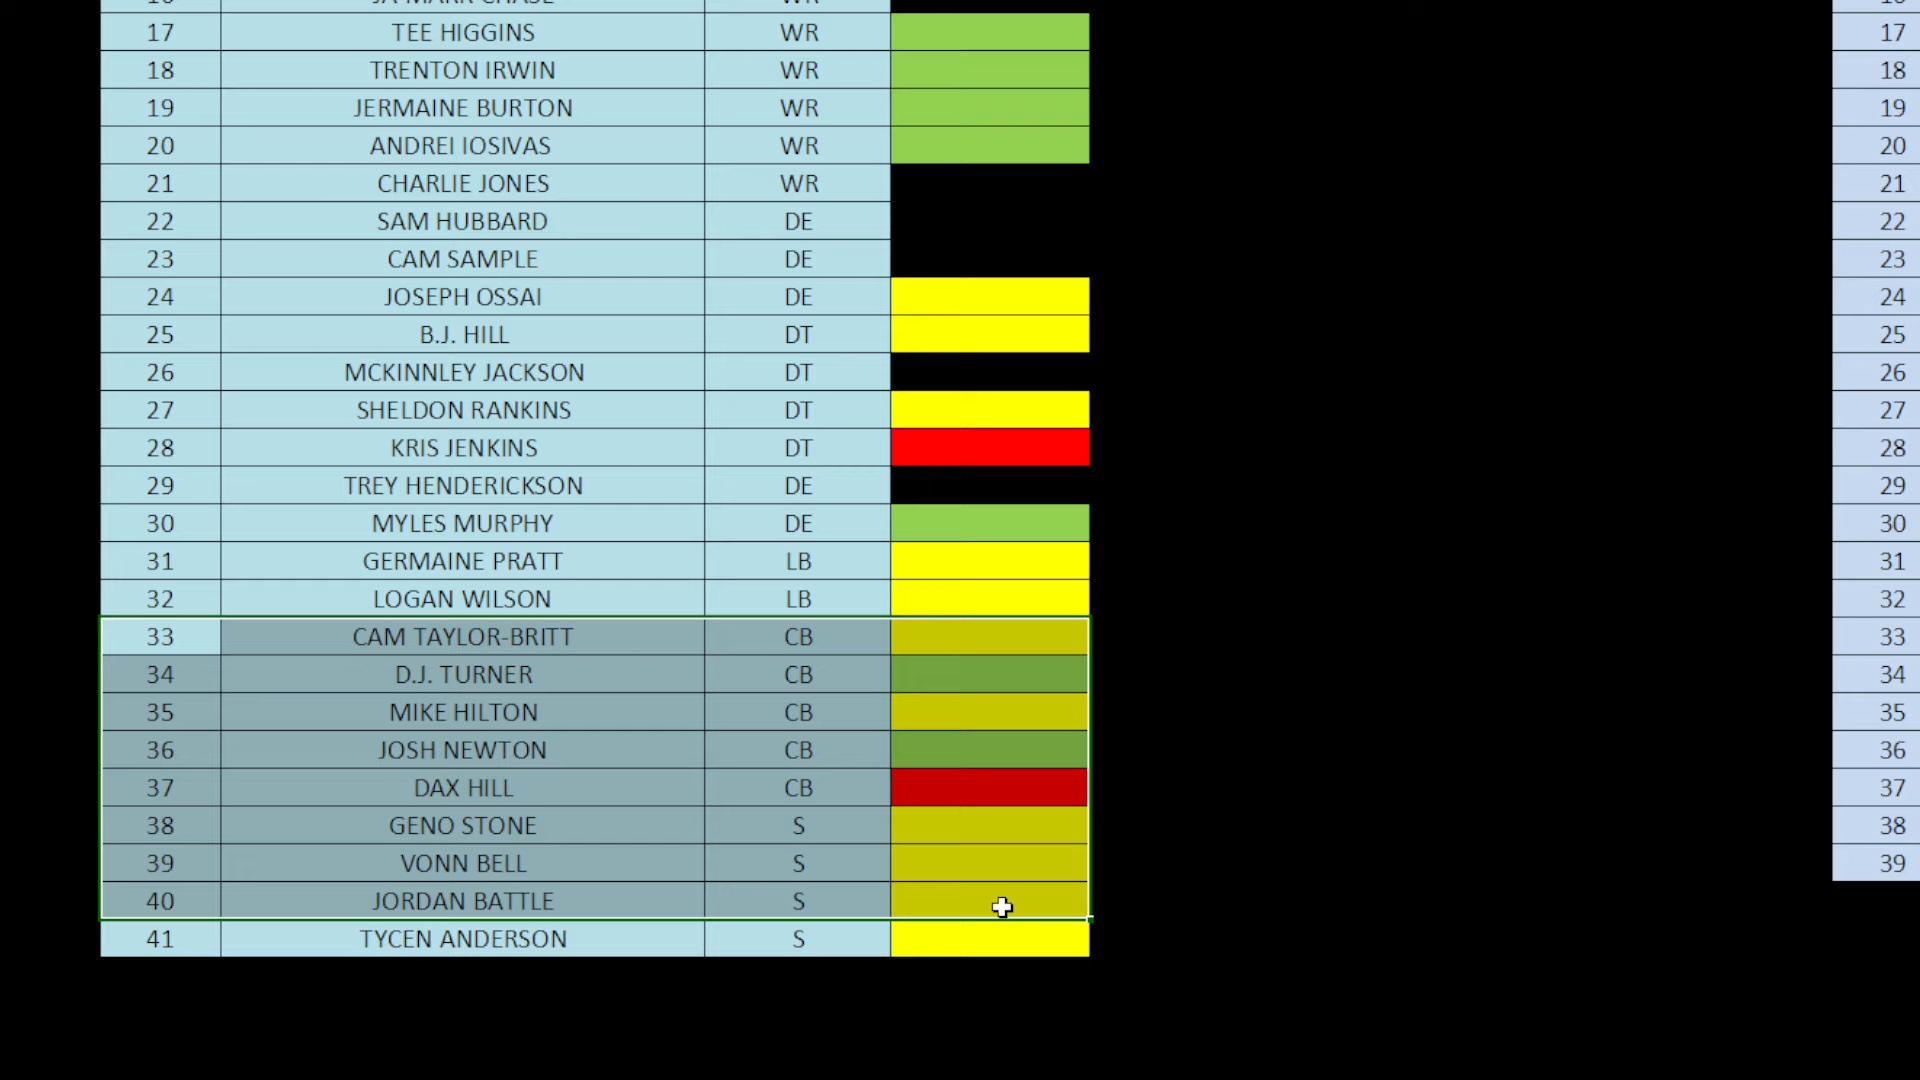 17 TEE HIGGINS WR 17
18 TRENTON IRWIN WR 18
19 JERMAINE BURTON WR 19
20 ANDREI IOSIVAS WR 20
21 CHARLIE JONES WR 21
22 SAM HUBBARD DE 22
23 CAM SAMPLE DE 23
24 JOSEPH OSSAI DE 24
25 B.J. HILL DT 25
26 MCKINNLEY JACKSON DT 26
27 SHELDON RANKINS DT 27
28 KRIS JENKINS DT 28
29 TREY HENDERICKSON DE 29
30 MYLES MURPHY DE 30
31 GERMAINE PRATT LB 31
32 LOGAN WILSON LB 32
33 CAM TAYLOR-BRITT CB 33
34 D.J. TURNER CB 34
35 MIKE HILTON CB 35
36 JOSH NEWTON CB 36
37 DAX HILL CB 37
38 GENO STONE S 38
39 VONN BELL S 39
40 JORDAN BATTLE S
41 TYCEN ANDERSON S